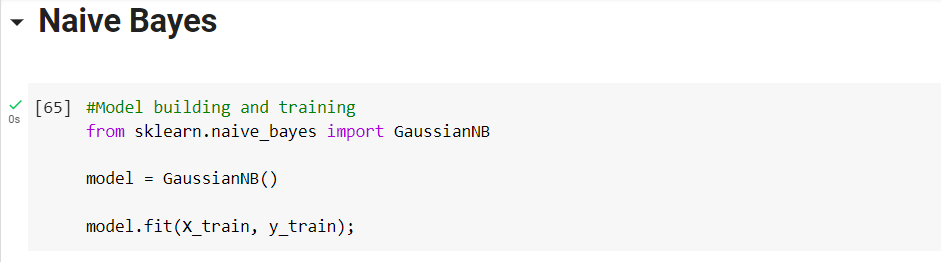 Naive Bayes
[65] #Model building and training
from sklearn.naive_bayes import GaussianNB
model = GaussianNB()
model.fit(X_train, y_train);
0s